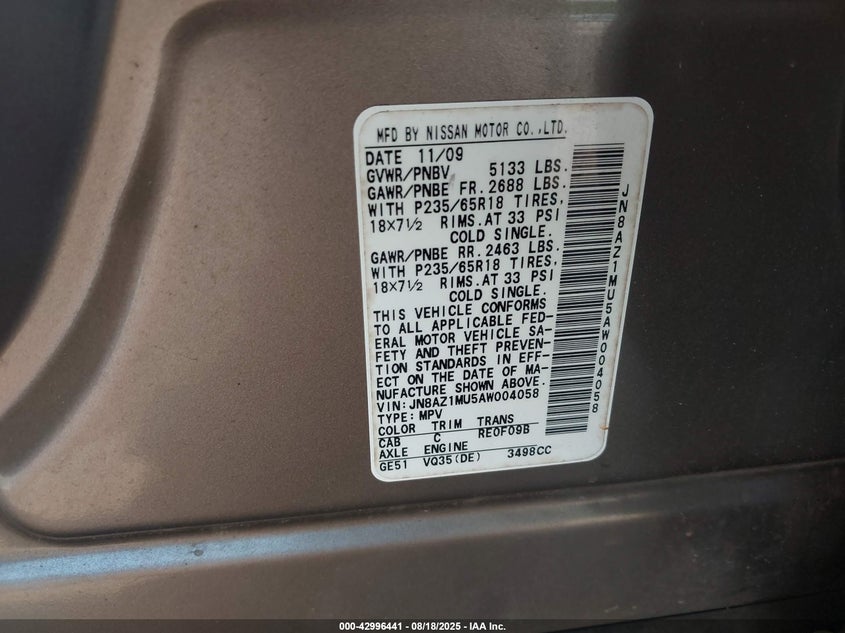 MFD BY NISSAN MOTOR CO.,LTD.
DATE 11/09
GVWR/PNBV 5133 LBS.
GAWR/PNBE FR. 2688 LBS.
WITH P235/65R18 TIRES,
18×7½ RIMS.AT 33 PSI
COLD SINGLE.
GAWR/PNBE RR. 2463 LBS.
WITH P235/65R18 TIRES,
18×7½ RIMS.AT 33 PSI
COLD SINGLE.
THIS VEHICLE CONFORMS
TO ALL APPLICABLE FED-
ERAL MOTOR VEHICLE SA-
FETY AND THEFT PREVEN-
TION STANDARDS IN EFF-
ECT ON THE DATE OF MA-
NUFACTURE SHOWN ABOVE.
VIN:JN8AZ1MU5AW004058
TYPE:MPV
COLOR TRIM TRANS
CAB C RE0F09B
AXLE ENGINE
GE51 VQ35(DE) 3498CC
JN8AZ1MU5AW004058
000-42996441 | 08/18/2025 - IAA Inc.